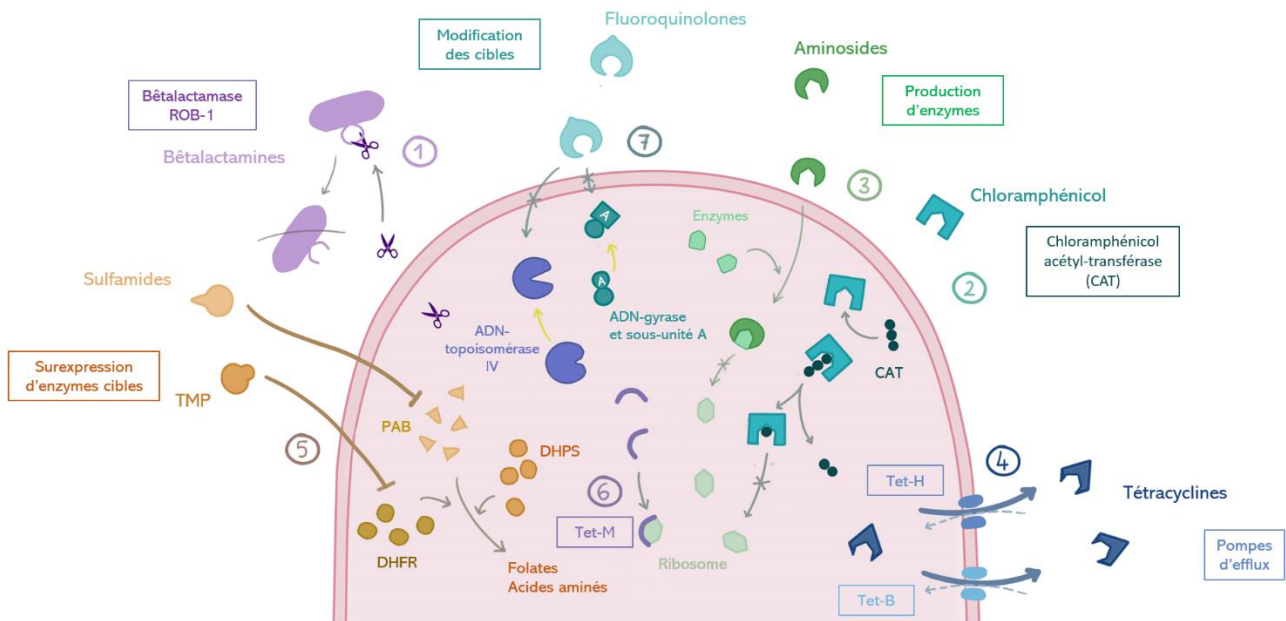 Fluoroquinolones
Modification
des cibles
Aminosides
Production
d'enzymes
Bêtalactamase
ROB-1
Bêtalactamines
1
7
3
Chloramphénicol
Chloramphénicol
acétyl-transférase
(CAT)
2
Enzymes
A
A
ADN-gyrase
et sous-unité A
ADN-
topoisomérase
IV
CAT
Sulfamides
Surexpression
d'enzymes cibles
TMP
5
PAB
DHPS
DHFR
Folates
Acides aminés
6
Tet-M
Ribosome
4
Tet-H
Tet-B
Tétracyclines
Pompes
d'efflux